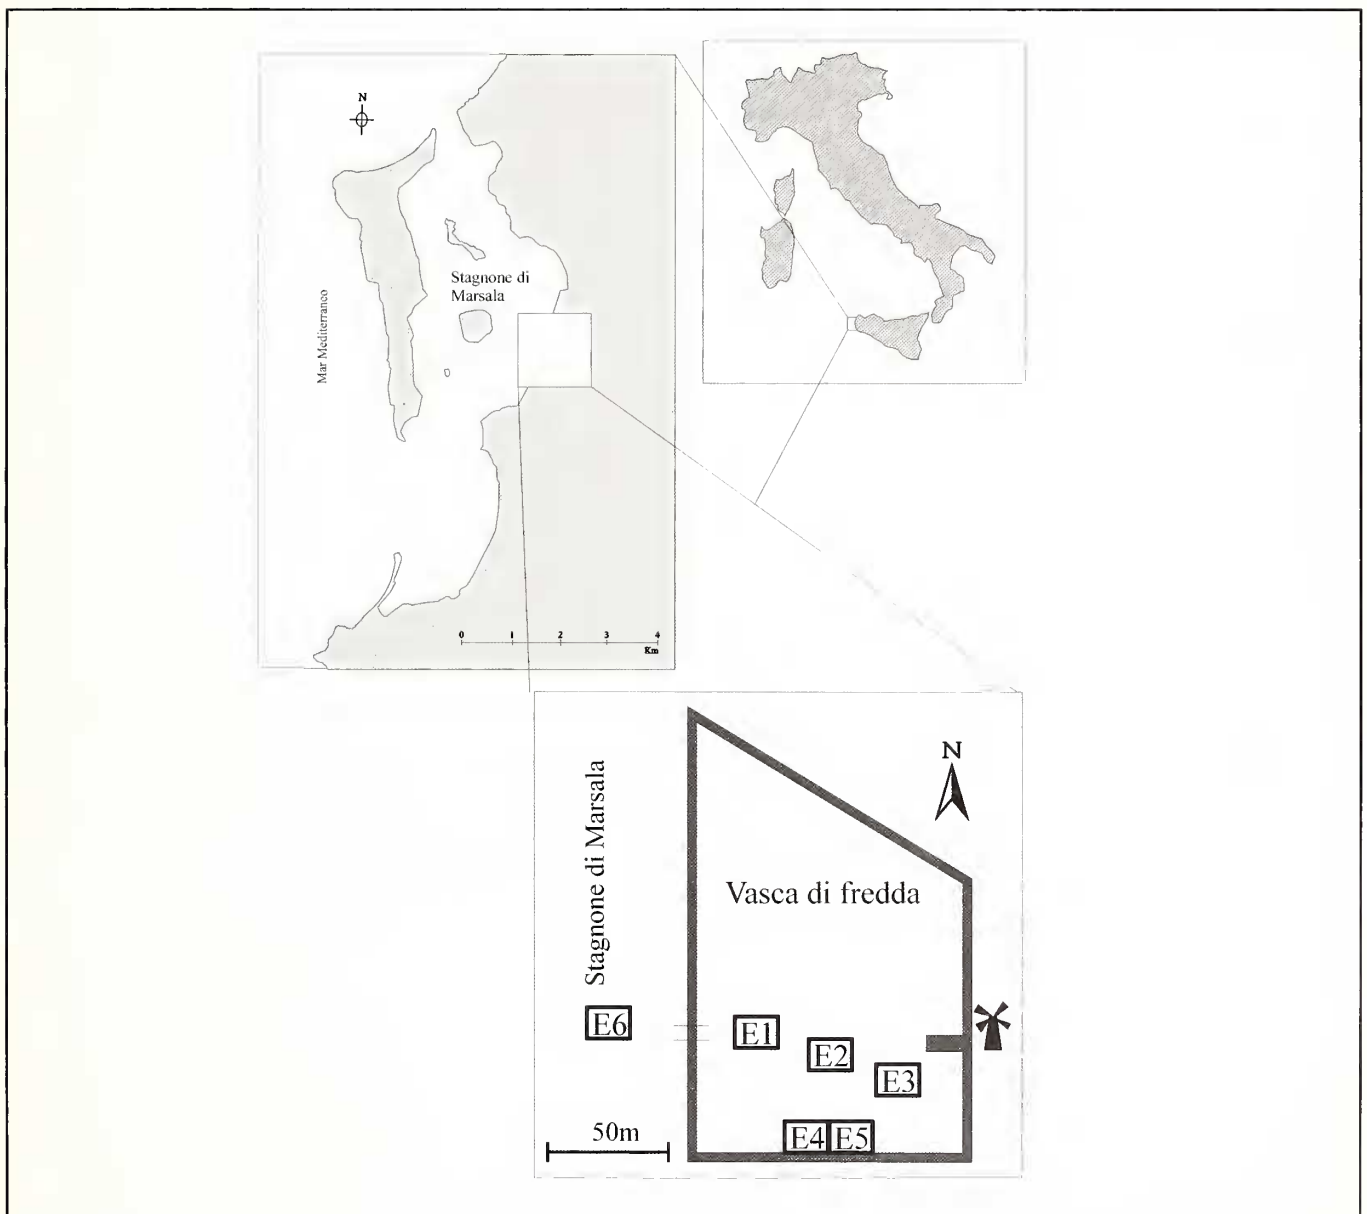 N
Stagnone di
Marsala
Mar Mediterraneo
0 1 2 3 4
Km
N
Stagnone di Marsala
Vasca di fredda
E6
E1
E2
E3
E4 E5
50m